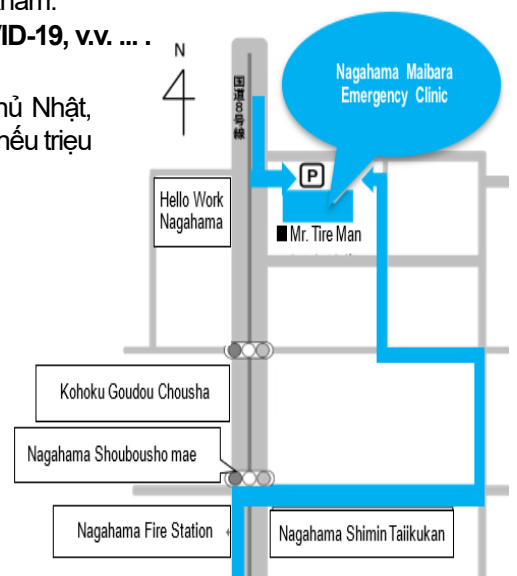 thám.
VID-19, v.v. ... .
hủ Nhật,
nếu triệu
N
国道8号線
Nagahama Maibara
Emergency Clinic
P
Hello Work
Nagahama
Mr. Tire Man
Kohoku Goudou Chousha
Nagahama Shoubousho mae
Nagahama Fire Station
Nagahama Shimin Taiikukan